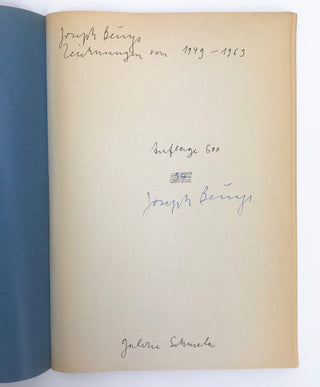 Joseph Beuys
Zeichnungen von 1949-1969
Auflage 600
Joseph Beuys
Galerie Schmela